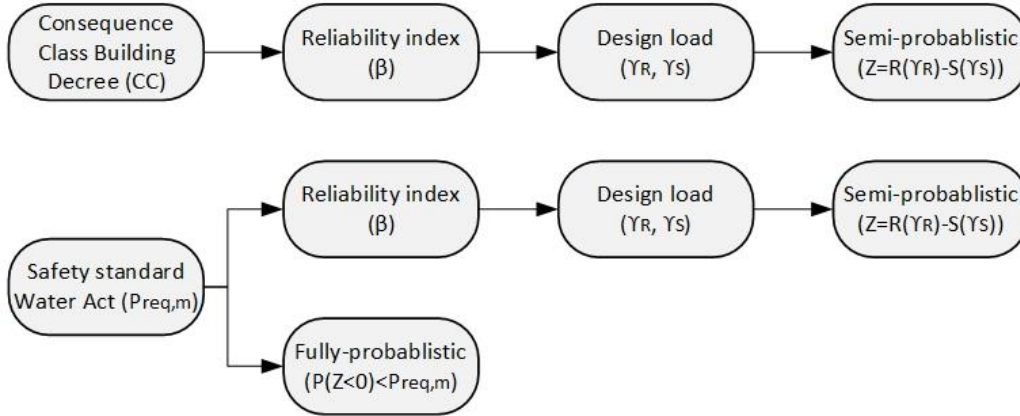 Consequence
Class Building
Decree (CC)
Reliability index
(β)
Design load
(ϒR, ϒS)
Semi-probablistic
(Z=R(ϒR)-S(ϒS))
Safety standard
Water Act (Preq,m)
Reliability index
(β)
Design load
(ϒR, ϒS)
Semi-probablistic
(Z=R(ϒR)-S(ϒS))
Fully-probablistic
(P(Z<0)<Preq,m)